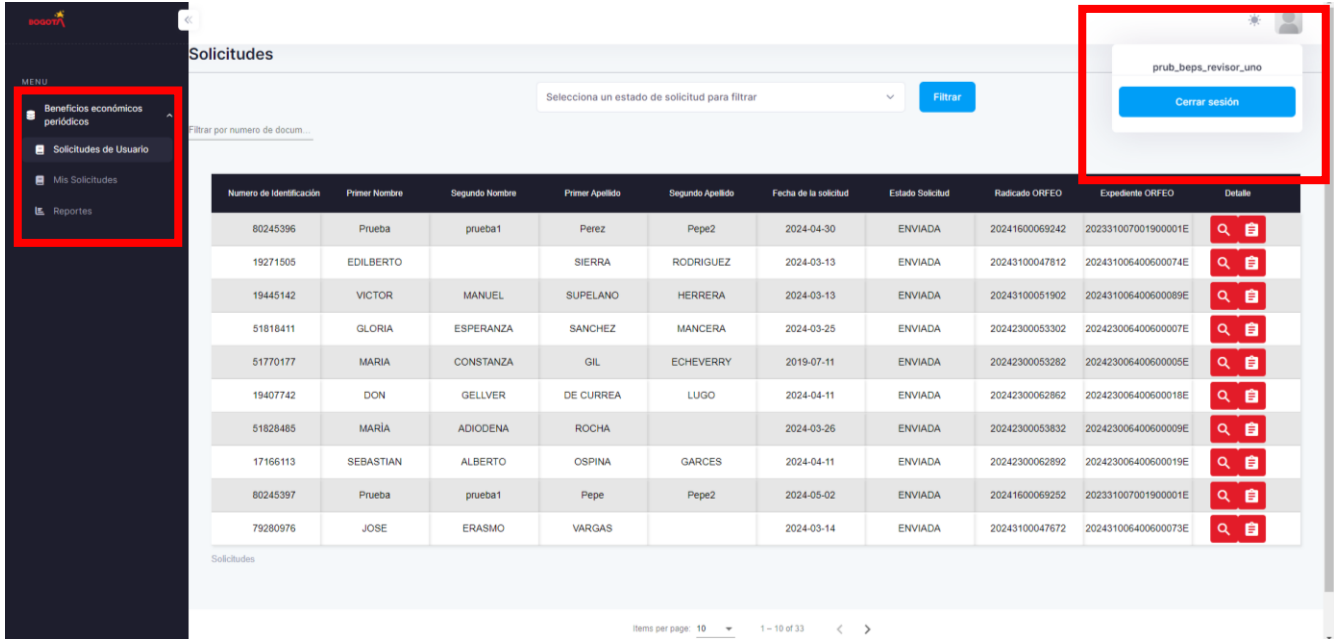 BOGOTÁ
MENU
Beneficios económicos
periódicos
Solicitudes de Usuario
Mis Solicitudes
Reportes
Solicitudes
prub_beps_revisor_uno
Cerrar sesión
Selecciona un estado de solicitud para filtrar
Filtrar
Filtrar por numero de docum...
Numero de Identificación Primer Nombre Segundo Nombre Primer Apellido Segundo Apellido Fecha de la solicitud Estado Solicitud Radicado ORFEO Expediente ORFEO Detalle
80245396 Prueba prueba1 Perez Pepe2 2024-04-30 ENVIADA 20241600069242 202331007001900001E
19271505 EDILBERTO SIERRA RODRIGUEZ 2024-03-13 ENVIADA 20243100047812 202431006400600074E
19445142 VICTOR MANUEL SUPELANO HERRERA 2024-03-13 ENVIADA 20243100051902 202431006400600089E
51818411 GLORIA ESPERANZA SANCHEZ MANCERA 2024-03-25 ENVIADA 20242300053302 202423006400600007E
51770177 MARIA CONSTANZA GIL ECHEVERRY 2019-07-11 ENVIADA 20242300053282 202423006400600005E
19407742 DON GELLVER DE CURREA LUGO 2024-04-11 ENVIADA 20242300062862 202423006400600018E
51828485 MARÍA ADIODENA ROCHA 2024-03-26 ENVIADA 20242300053832 202423006400600009E
17166113 SEBASTIAN ALBERTO OSPINA GARCES 2024-04-11 ENVIADA 20242300062892 202423006400600019E
80245397 Prueba prueba1 Pepe Pepe2 2024-05-02 ENVIADA 20241600069252 202331007001900001E
79280976 JOSE ERASMO VARGAS 2024-03-14 ENVIADA 20243100047672 202431006400600073E
Solicitudes
Items per page: 10 1 – 10 of 33